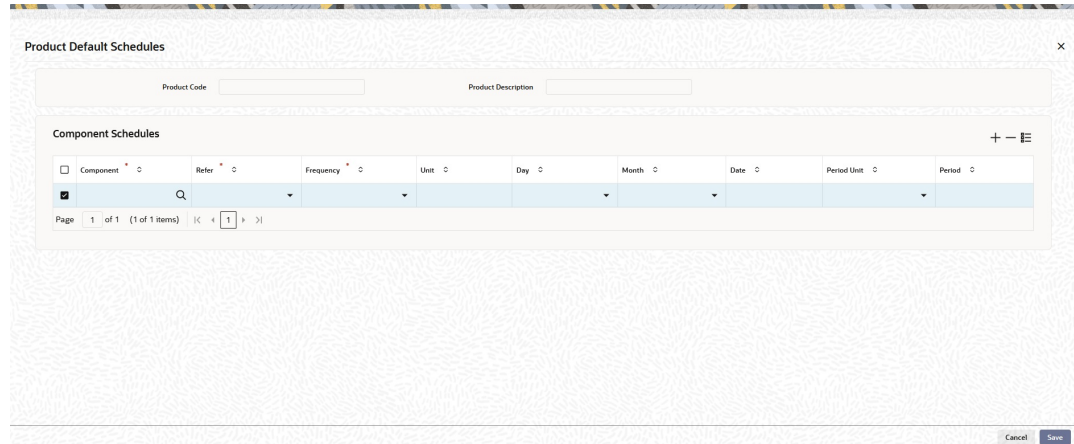 Product Default Schedules
Product Code Product Description
Component Schedules
Component * Refer * Frequency * Unit Day Month Date Period Unit Period
Page 1 of 1 (1 of 1 items) 1
Cancel Save